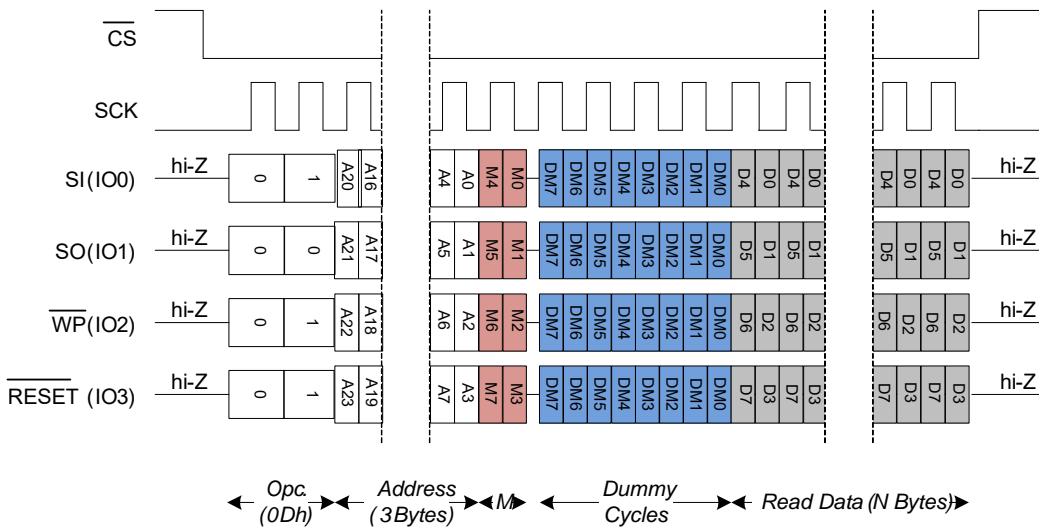 CS
SCK
SI(IO0) hi-Z 0 1 A20 A16 A4 A0 M4 M0 DM7 DM6 DM5 DM4 DM3 DM2 DM1 DM0 D4 D0 D4 D0 D4 D0 D4 D0 hi-Z
SO(IO1) hi-Z 0 0 A21 A17 A5 A1 M5 M1 DM7 DM6 DM5 DM4 DM3 DM2 DM1 DM0 D5 D1 D5 D1 D5 D1 D5 D1 hi-Z
WP(IO2) hi-Z 0 1 A22 A18 A6 A2 M6 M2 DM7 DM6 DM5 DM4 DM3 DM2 DM1 DM0 D6 D2 D6 D2 D6 D2 D6 D2 hi-Z
RESET (IO3) hi-Z 0 1 A23 A19 A7 A3 M7 M3 DM7 DM6 DM5 DM4 DM3 DM2 DM1 DM0 D7 D3 D7 D3 D7 D3 D7 D3 hi-Z
Opc. Address M Dummy Read Data (N Bytes)
(0Dh) (3Bytes) Cycles